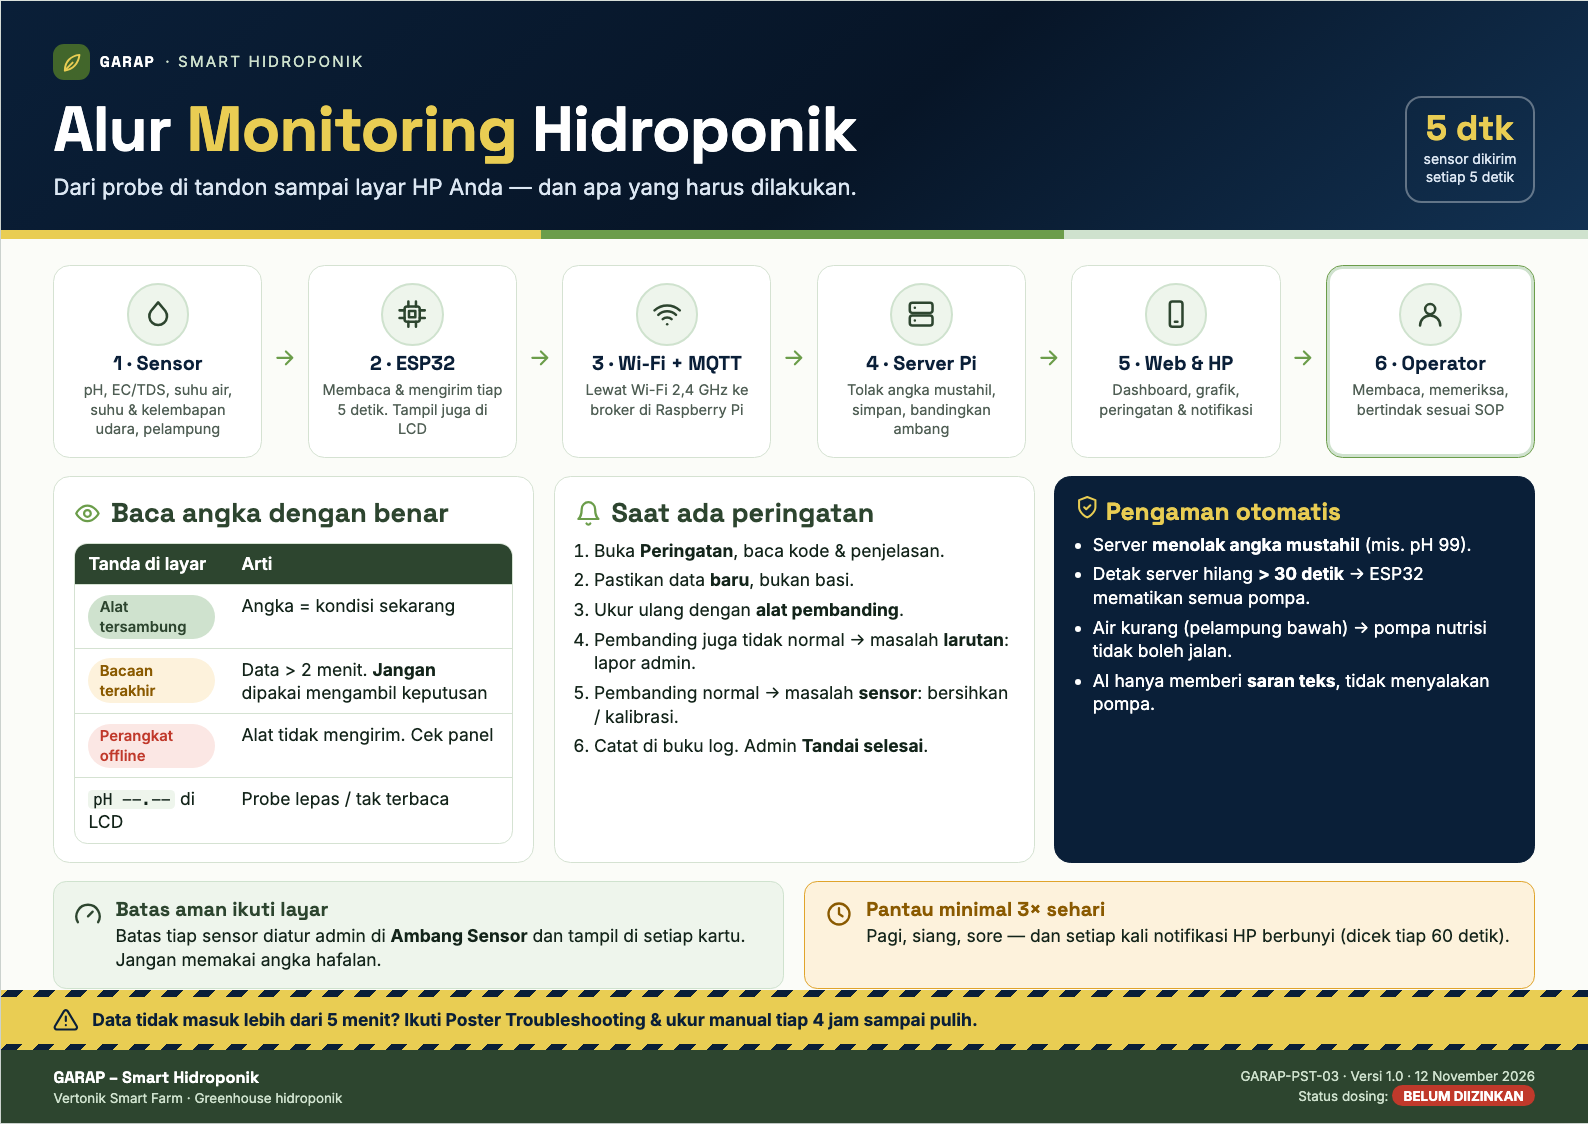 GARAP · SMART HIDROPONIK
Alur Monitoring Hidroponik
Dari probe di tandon sampai layar HP Anda — dan apa yang harus dilakukan.
5 dtk
sensor dikirim
setiap 5 detik
1 · Sensor
pH, EC/TDS, suhu air,
suhu & kelembapan
udara, pelampung
2 · ESP32
Membaca & mengirim tiap
5 detik. Tampil juga di
LCD
3 · Wi-Fi + MQTT
Lewat Wi-Fi 2,4 GHz ke
broker di Raspberry Pi
4 · Server Pi
Tolak angka mustahil,
simpan, bandingkan
ambang
5 · Web & HP
Dashboard, grafik,
peringatan & notifikasi
6 · Operator
Membaca, memeriksa,
bertindak sesuai SOP
Baca angka dengan benar
Tanda di layar Arti
Alat
tersambung
Angka = kondisi sekarang
Bacaan
terakhir
Data > 2 menit. Jangan
dipakai mengambil keputusan
Perangkat
offline
Alat tidak mengirim. Cek panel
pH --.-- di
LCD
Probe lepas / tak terbaca
Saat ada peringatan
1. Buka Peringatan, baca kode & penjelasan.
2. Pastikan data baru, bukan basi.
3. Ukur ulang dengan alat pembanding.
4. Pembanding juga tidak normal → masalah larutan:
lapor admin.
5. Pembanding normal → masalah sensor: bersihkan
/ kalibrasi.
6. Catat di buku log. Admin Tandai selesai.
Pengaman otomatis
• Server menolak angka mustahil (mis. pH 99).
• Detak server hilang > 30 detik → ESP32
mematikan semua pompa.
• Air kurang (pelampung bawah) → pompa nutrisi
tidak boleh jalan.
• AI hanya memberi saran teks, tidak menyalakan
pompa.
Batas aman ikuti layar
Batas tiap sensor diatur admin di Ambang Sensor dan tampil di setiap kartu.
Jangan memakai angka hafalan.
Pantau minimal 3× sehari
Pagi, siang, sore — dan setiap kali notifikasi HP berbunyi (dicek tiap 60 detik).
Data tidak masuk lebih dari 5 menit? Ikuti Poster Troubleshooting & ukur manual tiap 4 jam sampai pulih.
GARAP – Smart Hidroponik
Vertonik Smart Farm · Greenhouse hidroponik
GARAP-PST-03 · Versi 1.0 · 12 November 2026
Status dosing: BELUM DIIZINKAN